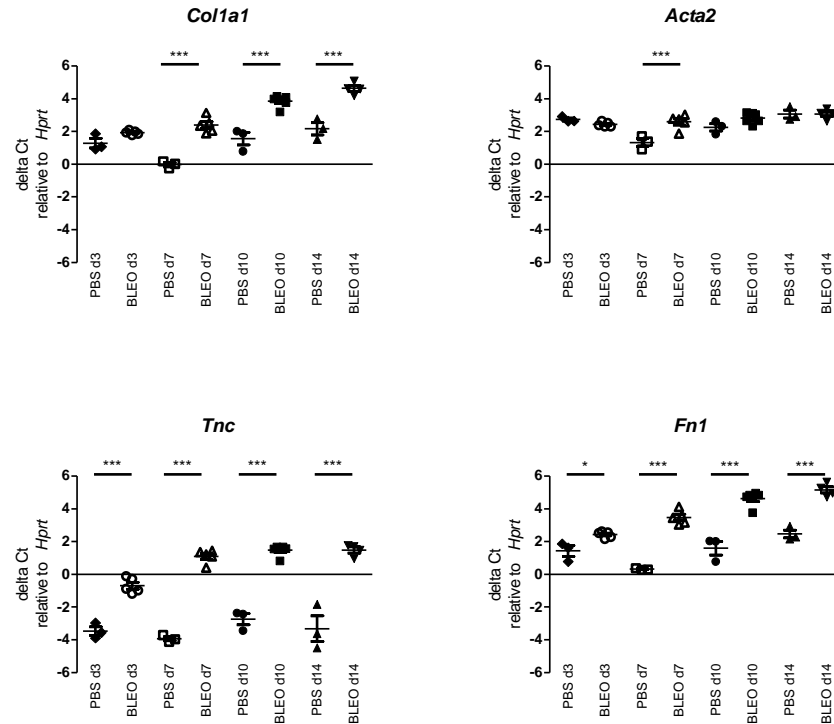 Col1a1
***
***
***
6
4
2
0
-2
-4
-6
delta Ct
relative to Hprt
PBS d3
BLEO d3
PBS d7
BLEO d7
PBS d10
BLEO d10
PBS d14
BLEO d14
Acta2
***
6
4
2
0
-2
-4
-6
delta Ct
relative to Hprt
PBS d3
BLEO d3
PBS d7
BLEO d7
PBS d10
BLEO d10
PBS d14
BLEO d14
Tnc
***
***
***
***
6
4
2
0
-2
-4
-6
delta Ct
relative to Hprt
PBS d3
BLEO d3
PBS d7
BLEO d7
PBS d10
BLEO d10
PBS d14
BLEO d14
Fn1
*
***
***
***
6
4
2
0
-2
-4
-6
delta Ct
relative to Hprt
PBS d3
BLEO d3
PBS d7
BLEO d7
PBS d10
BLEO d10
PBS d14
BLEO d14